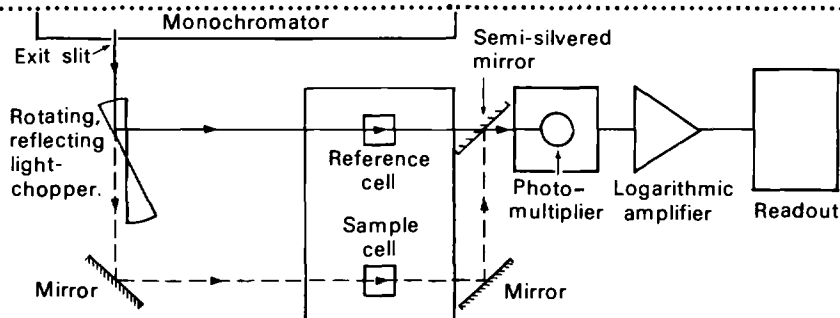 Monochromator
Exit slit
Semi-silvered
mirror
Rotating,
reflecting
light-
chopper.
Reference
cell
Photo-
multiplier
Logarithmic
amplifier
Readout
Sample
cell
Mirror
Mirror